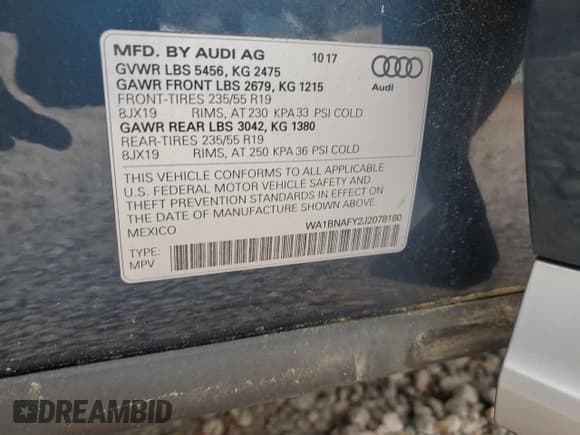 MFD. BY AUDI AG 10 17
GVWR LBS 5456, KG 2475
GAWR FRONT LBS 2679, KG 1215
FRONT-TIRES 235/55 R19
8JX19 RIMS, AT 230 KPA 33 PSI COLD
GAWR REAR LBS 3042, KG 1380
REAR-TIRES 235/55 R19
8JX19 RIMS, AT 250 KPA 36 PSI COLD
Audi
THIS VEHICLE CONFORMS TO ALL APPLICABLE
U.S. FEDERAL MOTOR VEHICLE SAFETY AND
THEFT PREVENTION STANDARDS IN EFFECT ON
THE DATE OF MANUFACTURE SHOWN ABOVE.
MEXICO
WA1BNAFY2J2078180
TYPE:
MPV
DREAMBID